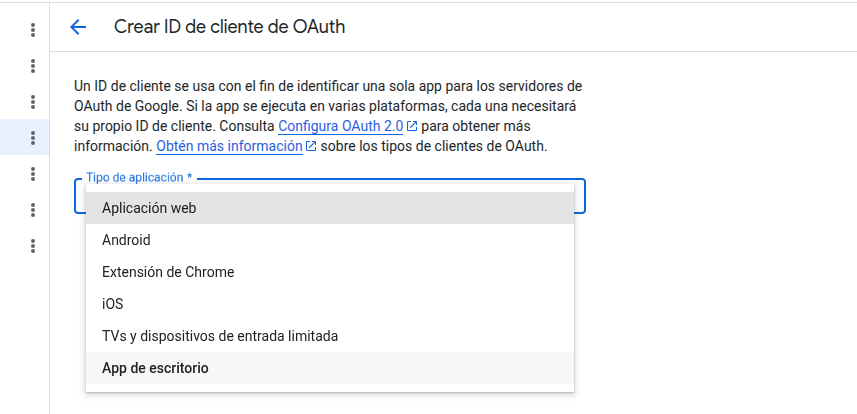 Crear ID de cliente de OAuth
Un ID de cliente se usa con el fin de identificar una sola app para los servidores de
OAuth de Google. Si la app se ejecuta en varias plataformas, cada una necesitará
su propio ID de cliente. Consulta Configura OAuth 2.0 para obtener más
información. Obtén más información sobre los tipos de clientes de OAuth.
Tipo de aplicación *
Aplicación web
Android
Extensión de Chrome
iOS
TVs y dispositivos de entrada limitada
App de escritorio